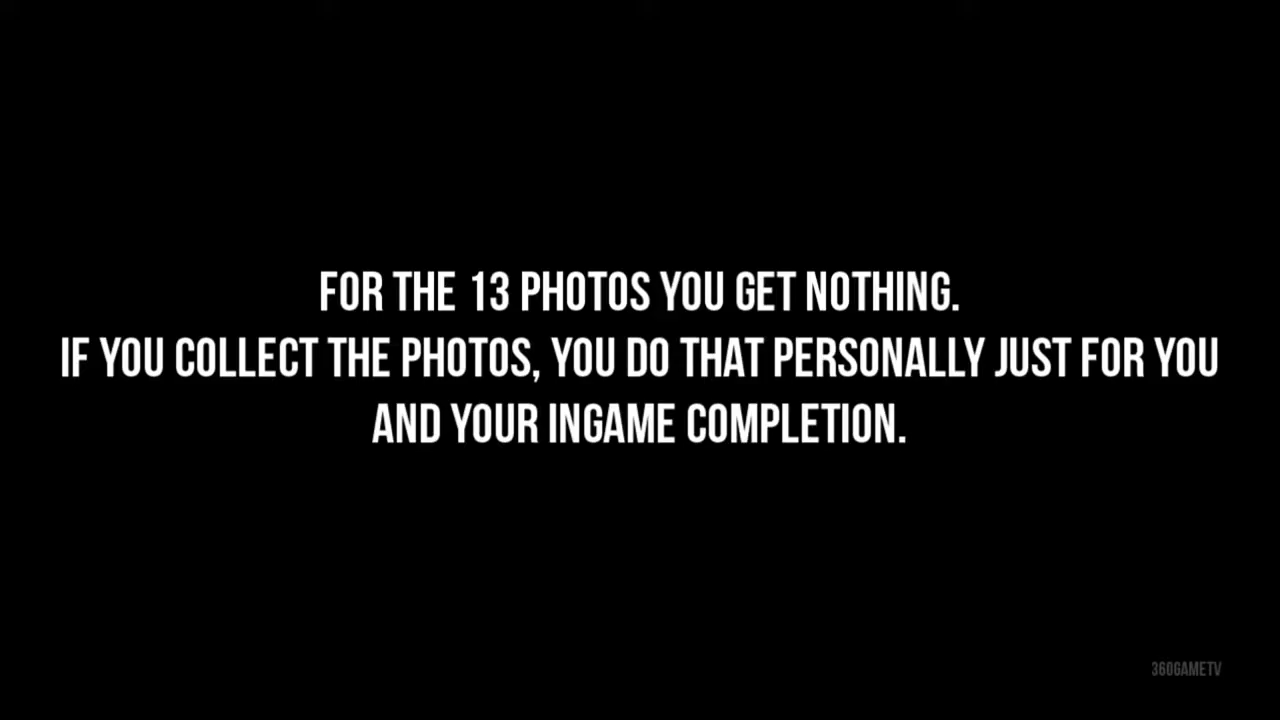 FOR THE 13 PHOTOS YOU GET NOTHING.
IF YOU COLLECT THE PHOTOS, YOU DO THAT PERSONALLY JUST FOR YOU
AND YOUR INGAME COMPLETION.
360GAMETV